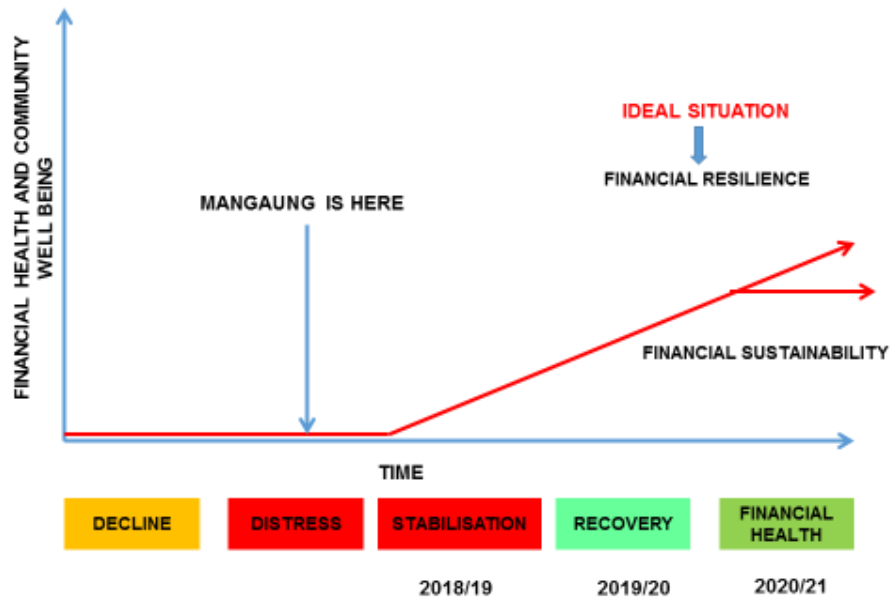 FINANCIAL HEALTH AND COMMUNITY
WELL BEING
IDEAL SITUATION
FINANCIAL RESILIENCE
MANGAUNG IS HERE
FINANCIAL SUSTAINABILITY
TIME
DECLINE
DISTRESS
STABILISATION
RECOVERY
FINANCIAL
HEALTH
2018/19
2019/20
2020/21